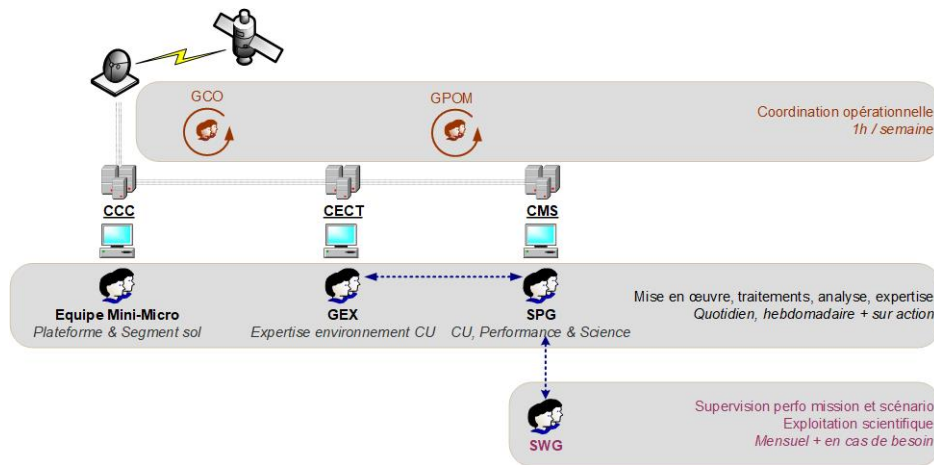 GCO
GPOM
Coordination opérationnelle
1h / semaine
CCC
CECT
CMS
Mise en œuvre, traitements, analyse, expertise
Quotidien, hebdomadaire + sur action
Equipe Mini-Micro
GEX
SPG
Plateforme & Segment sol
Expertise environnement CU
CU, Performance & Science
Supervision perfo mission et scénario
Exploitation scientifique
Mensuel + en cas de besoin
SWG